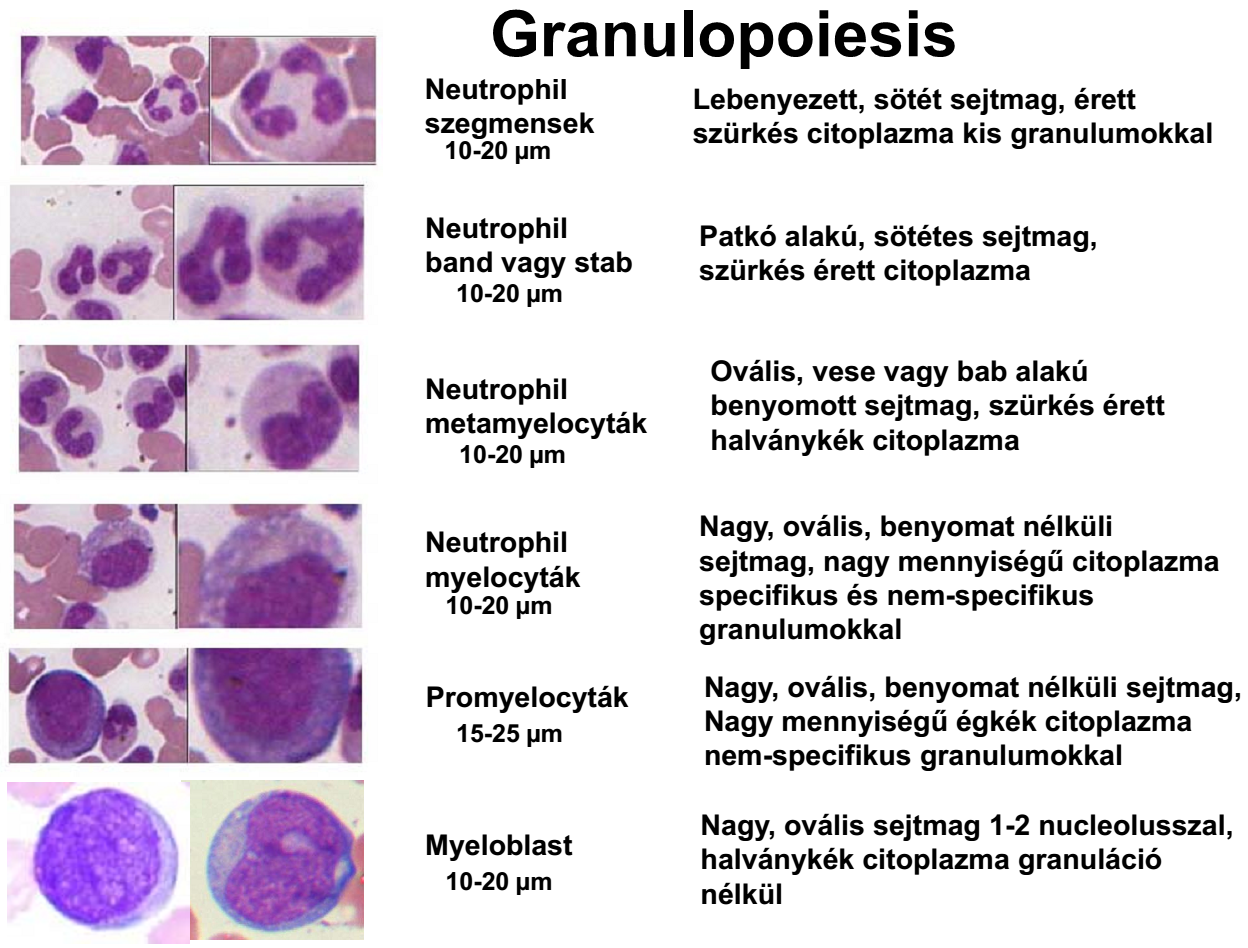 Granulopoiesis
Neutrophil
szegmensek
10-20 µm
Lebenyezett, sötét sejtmag, érett
szürkés citoplazma kis granulumokkal
Neutrophil
band vagy stab
10-20 µm
Patkó alakú, sötétes sejtmag,
szürkés érett citoplazma
Neutrophil
metamyelocyták
10-20 µm
Ovális, vese vagy bab alakú
benyomott sejtmag, szürkés érett
halványkék citoplazma
Neutrophil
myelocyták
10-20 µm
Nagy, ovális, benyomat nélküli
sejtmag, nagy mennyiségű citoplazma
specifikus és nem-specifikus
granulumokkal
Promyelocyták
15-25 µm
Nagy, ovális, benyomat nélküli sejtmag,
Nagy mennyiségű égkék citoplazma
nem-specifikus granulumokkal
Myeloblast
10-20 µm
Nagy, ovális sejtmag 1-2 nucleolusszal,
halványkék citoplazma granuláció
nélkül